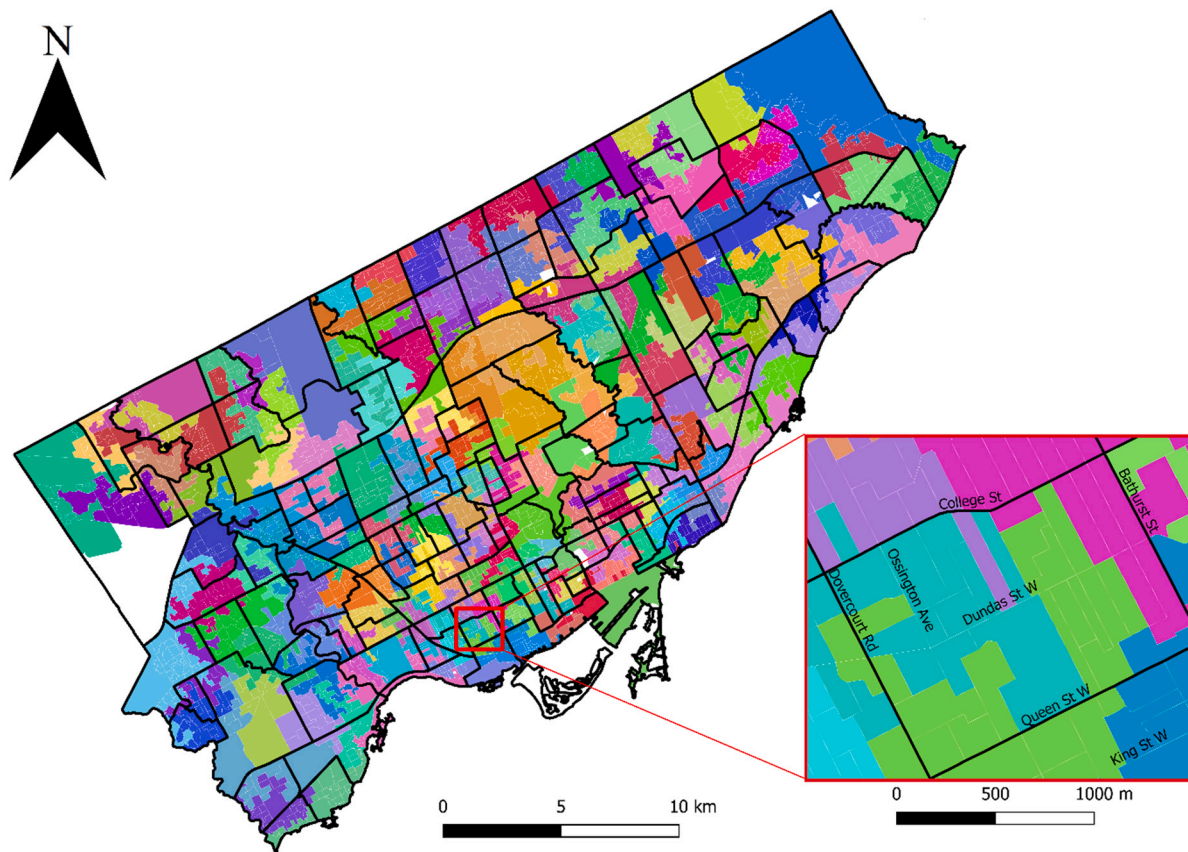 N
College St
Bathurst St
Ossington Ave
Dovercourt Rd
Dundas St W
Queen St W
King St W
0 5 10 km
0 500 1000 m